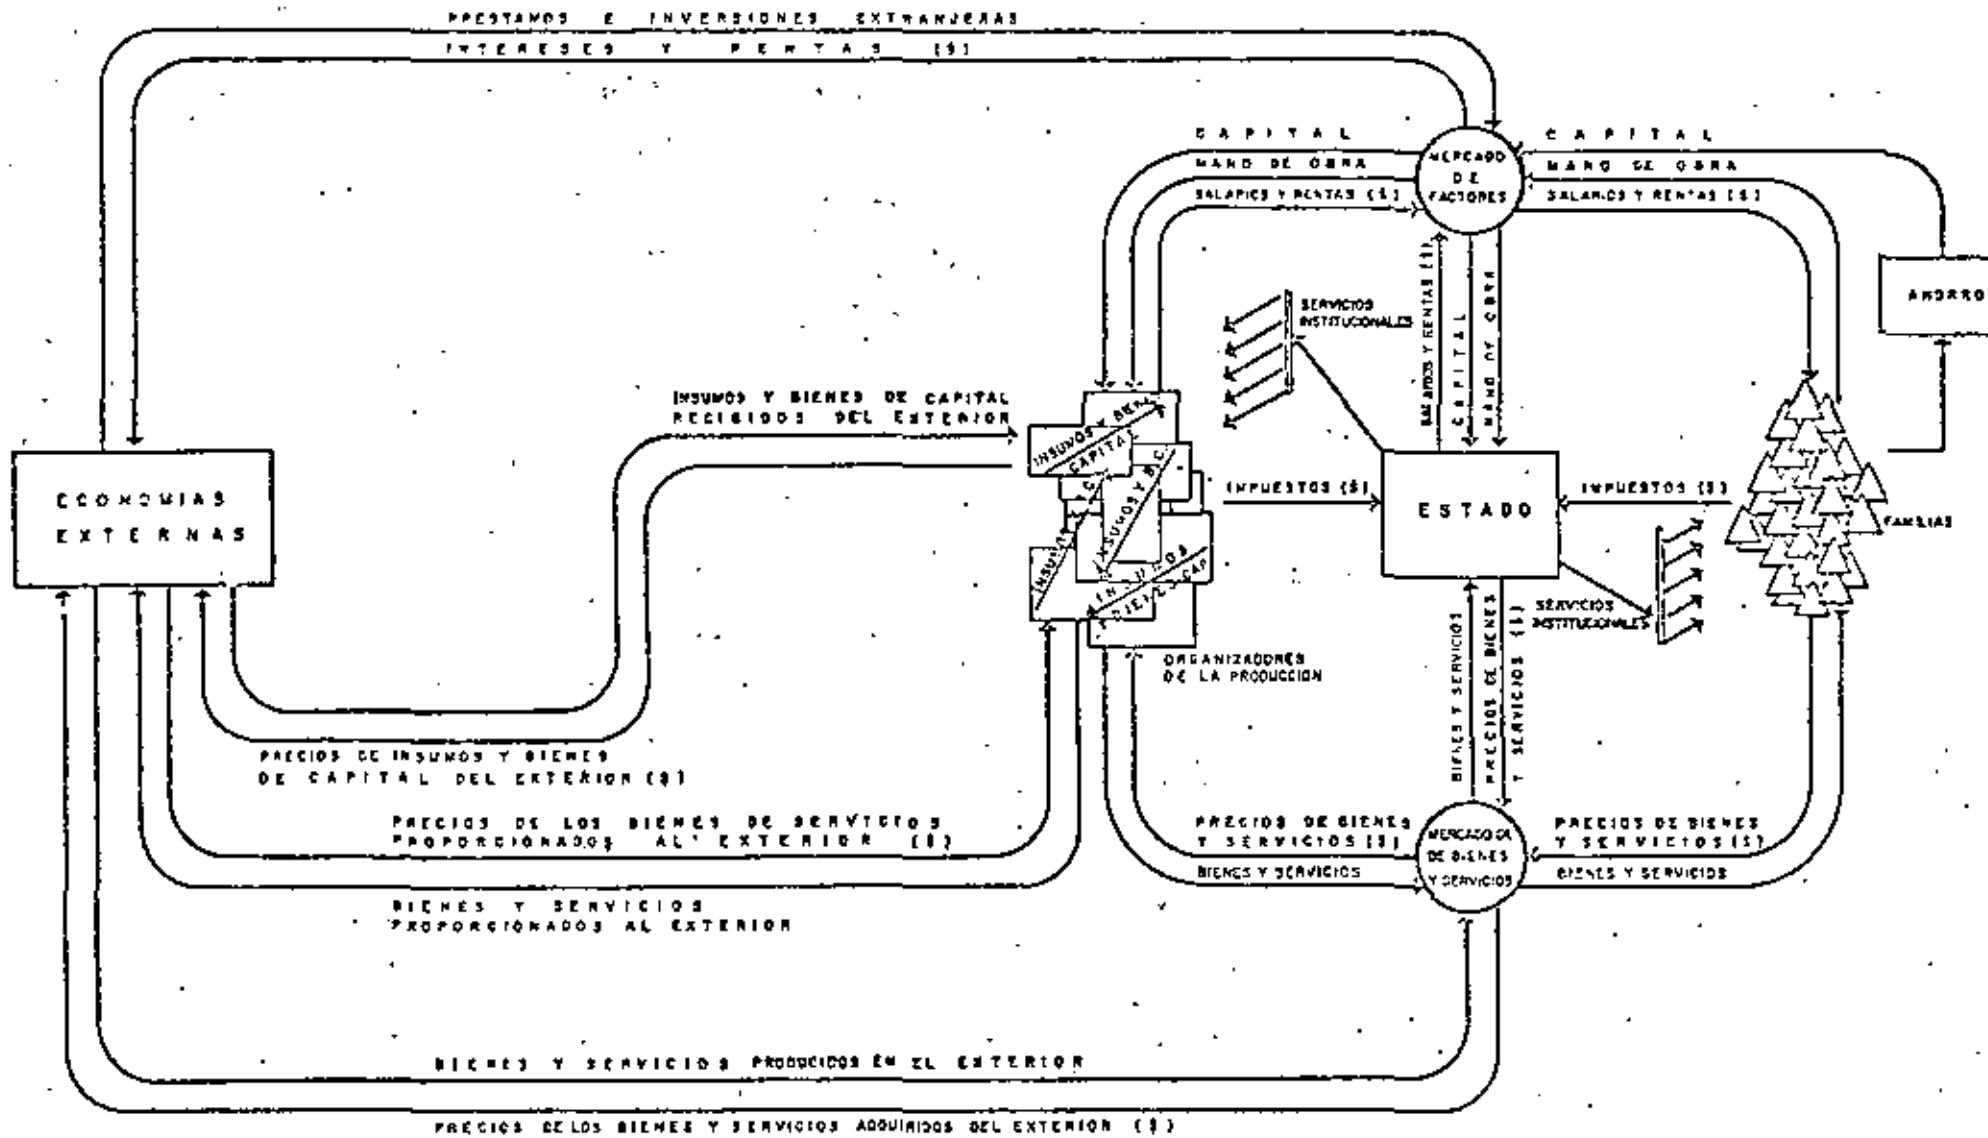 PRESTAMOS E INVERSIONES EXTRANJERAS
INTERESES Y RENTAS ($)
CAPITAL
MANO DE OBRA
SALARIOS Y RENTAS ($)
MERCADO
DE
FACTORES
CAPITAL
MANO DE OBRA
SALARIOS Y RENTAS ($)
AHORRO
SERVICIOS
INSTITUCIONALES
SALARIOS Y RENTAS ($)
CAPITAL
MANO DE OBRA
INSUMOS Y BIENES DE CAPITAL
RECIBIDOS DEL EXTERIOR
INSUMOS Y
CAPITA
INSUMOS Y B.C.
INSUMOS
ECONOMIAS
EXTERNAS
IMPUESTOS ($)
ESTADO
IMPUESTOS ($)
FAMILIAS
SERVICIOS
INSTITUCIONALES
ORGANIZADORES
DE LA PRODUCCION
BIENES Y SERVICIOS
PRECIOS DE BIENES
Y SERVICIOS ($)
PRECIOS DE INSUMOS Y BIENES
DE CAPITAL DEL EXTERIOR ($)
PRECIOS DE LOS BIENES DE SERVICIOS
PROPORCIONADOS AL EXTERIOR ($)
BIENES Y SERVICIOS
PROPORCIONADOS AL EXTERIOR
PRECIOS DE BIENES
Y SERVICIOS ($)
BIENES Y SERVICIOS
MERCADO DE
DE BIENES
Y SERVICIOS
PRECIOS DE BIENES
Y SERVICIOS ($)
BIENES Y SERVICIOS
BIENES Y SERVICIOS PRODUCIDOS EN EL EXTERIOR
PRECIOS DE LOS BIENES Y SERVICIOS ADQUIRIDOS DEL EXTERIOR ($)